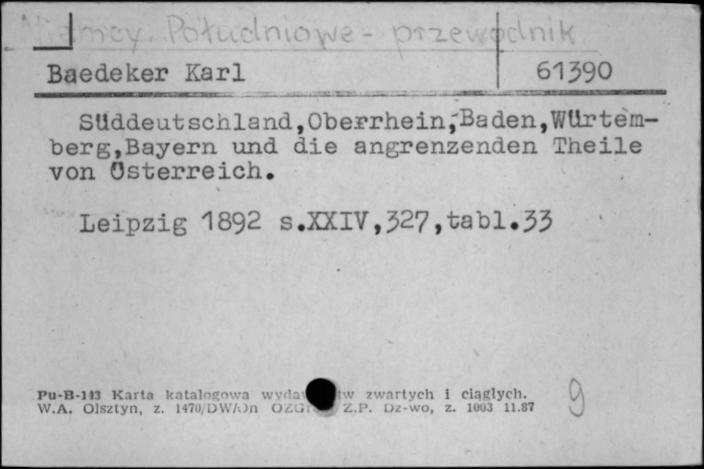 Niemcy Południowe - przewodnik
Baedeker Karl 61390
Süddeutschland,Oberrhein,Baden,Würtem-
berg,Bayern und die angrenzenden Theile
von Österreich.
Leipzig 1892 s.XXIV,327,tabl.33
Pu-B-143 Karta katalogowa zwartych i ciągłych.
W.A. Olsztyn, z. 1470/DWA/Dn Z.P. Dz-wo, z. 1003 11.87
9